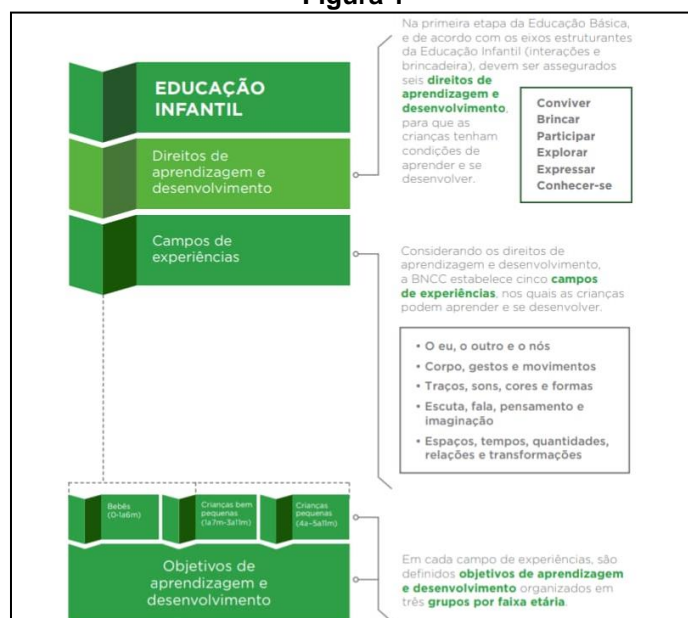 Figura 1
Na primeira etapa da Educação Básica,
e de acordo com os eixos estruturantes
da Educação Infantil (interações e
brincadeira), devem ser assegurados
seis direitos de
aprendizagem e
desenvolvimento,
para que as
crianças tenham
condições de
aprender e se
desenvolver.
Conviver
Brincar
Participar
Explorar
Expressar
Conhecer-se
EDUCAÇÃO
INFANTIL
Direitos de
aprendizagem e
desenvolvimento
Campos de
experiências
Considerando os direitos de
aprendizagem e desenvolvimento,
a BNCC estabelece cinco campos
de experiências, nos quais as crianças
podem aprender e se desenvolver.
• O eu, o outro e o nós
• Corpo, gestos e movimentos
• Traços, sons, cores e formas
• Escuta, fala, pensamento e
imaginação
• Espaços, tempos, quantidades,
relações e transformações
Bebês
(0-1a6m)
Crianças bem
pequenas
(1a7m-3a11m)
Crianças
pequenas
(4a-5a11m)
Objetivos de
aprendizagem e
desenvolvimento
Em cada campo de experiências, são
definidos objetivos de aprendizagem
e desenvolvimento organizados em
três grupos por faixa etária.